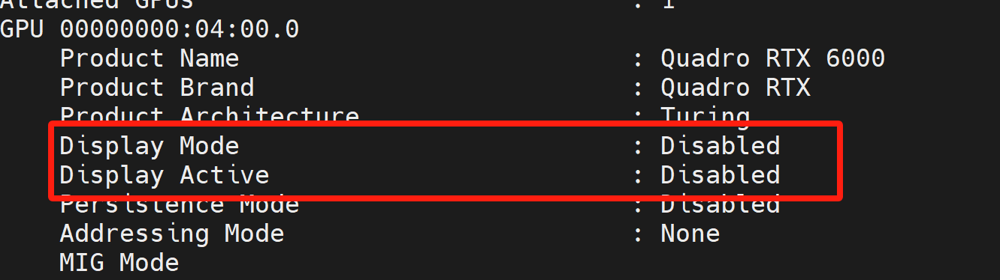 Attached GPUs : 1
GPU 00000000:04:00.0
Product Name : Quadro RTX 6000
Product Brand : Quadro RTX
Product Architecture : Turing
Display Mode : Disabled
Display Active : Disabled
Persistence Mode : Disabled
Addressing Mode : None
MIG Mode